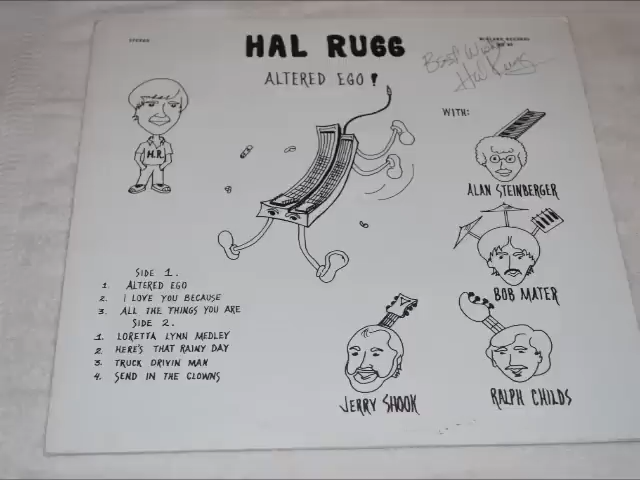 STEREO
HAL RUGG
ALTERED EGO!
Best Wishes
Hal Rugg
WITH:
H.R.
ALAN STEINBERGER
BOB MATER
JERRY SHOOK
RALPH CHILDS
SIDE 1.
1. ALTERED EGO
2. I LOVE YOU BECAUSE
3. ALL THE THINGS YOU ARE
SIDE 2.
1. LORETTA LYNN MEDLEY
2. HERE'S THAT RAINY DAY
3. TRUCK DRIVIN MAN
4. SEND IN THE CLOWNS